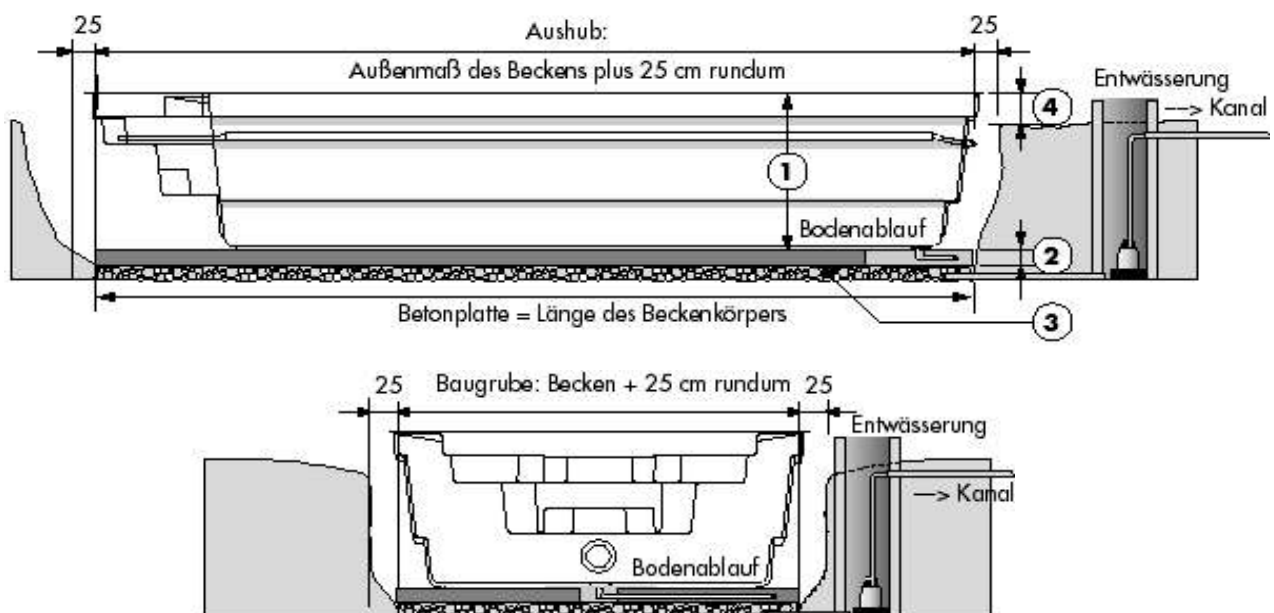 25
Aushub:
25
Außenmaß des Beckens plus 25 cm rundum
Entwässerung
4
---> Kanal
1
Bodenablauf
2
Betonplatte = Länge des Beckenkörpers
3
25
Baugrube: Becken + 25 cm rundum
25
Entwässerung
—> Kanal
Bodenablauf